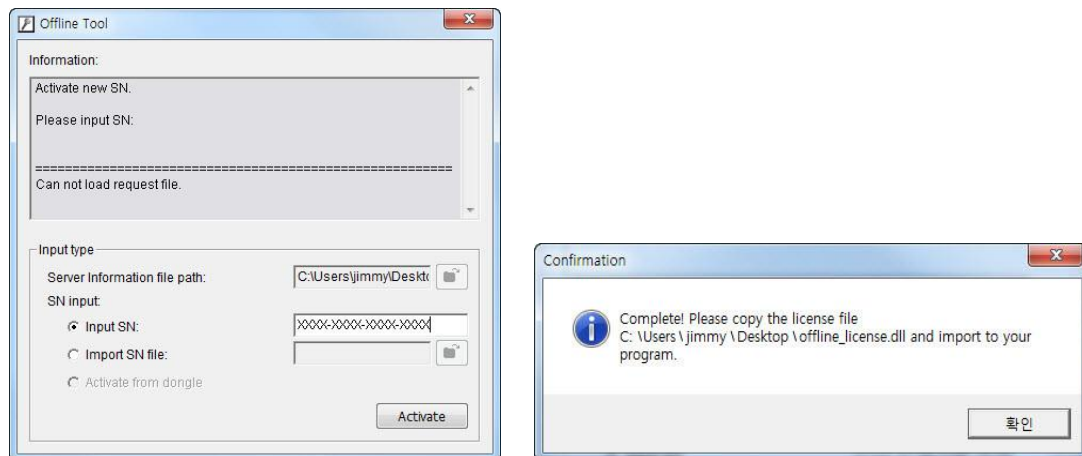 Offline Tool
Information:
Activate new SN.
Please input SN:
=========================================================
Can not load request file.
Input type
Server Information file path:
C:\Users\jimmy\Deskt
SN input:
Input SN:
XXXX-XXXX-XXXX-XXXX
Import SN file:
Activate from dongle
Activate
Confirmation
Complete! Please copy the license file
C: \Users \ jimmy \ Desktop \ offline_license.dll and import to your
program.
확인